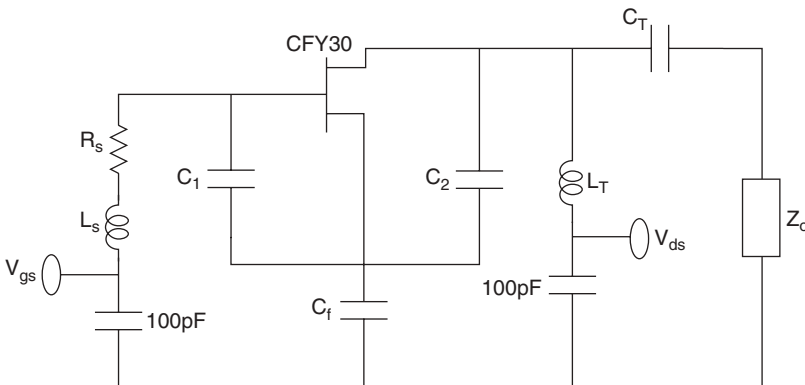 CFY30
C_T
R_s
C_1
C_2
L_T
L_s
V_gs
V_ds
100pF
C_f
100pF